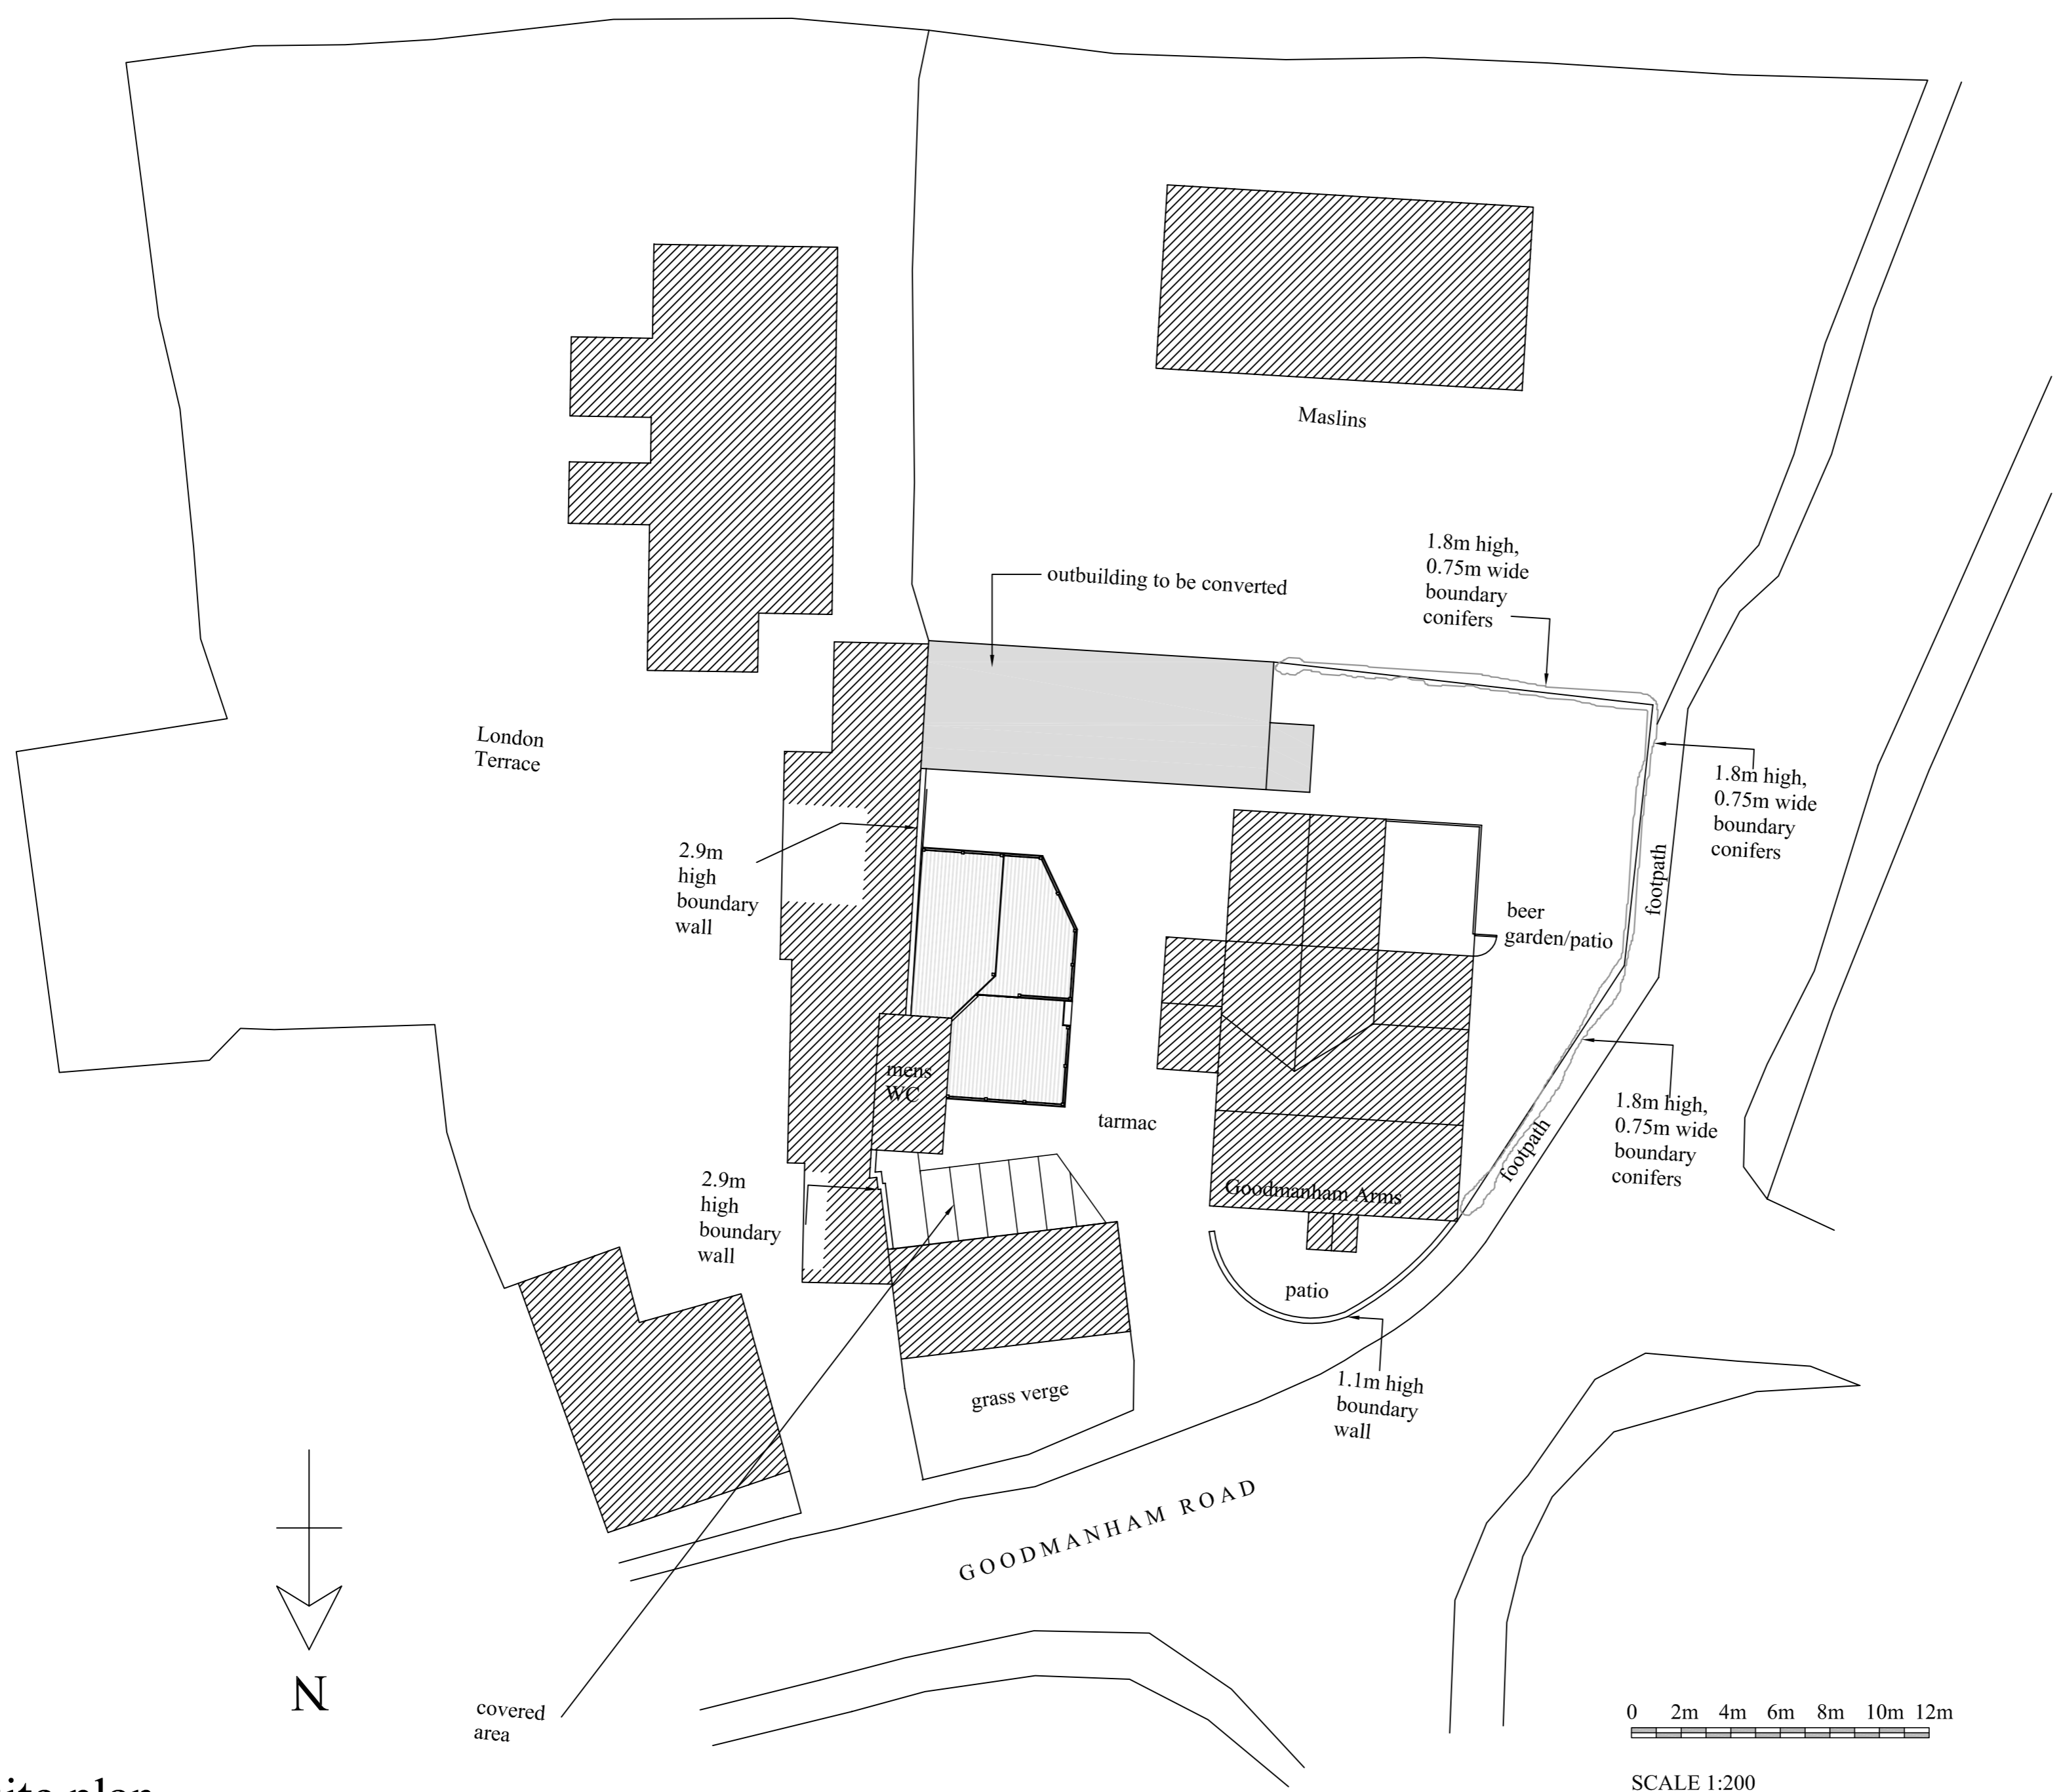 Maslins
1.8m high,
0.75m wide
boundary
conifers
outbuilding to be converted
London
Terrace
1.8m high,
0.75m wide
boundary
conifers
2.9m
high
boundary
wall
footpath
beer
garden/patio
mens
WC
tarmac
1.8m high,
0.75m wide
boundary
conifers
footpath
2.9m
high
boundary
wall
Goodmanham Arms
patio
grass verge
1.1m high
boundary
wall
GOODMANHAM ROAD
N
covered
area
0 2m 4m 6m 8m 10m 12m
SCALE 1:200